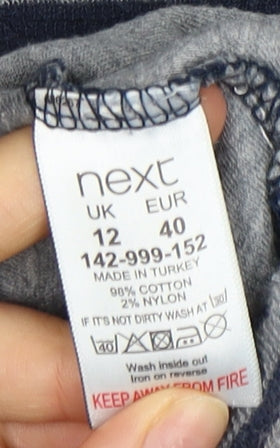 next
UK EUR
12 40
142-999-152
MADE IN TURKEY
98% COTTON
2% NYLON
IF IT'S NOT DIRTY WASH AT 30
40
Wash inside out
Iron on reverse
KEEP AWAY FROM FIRE